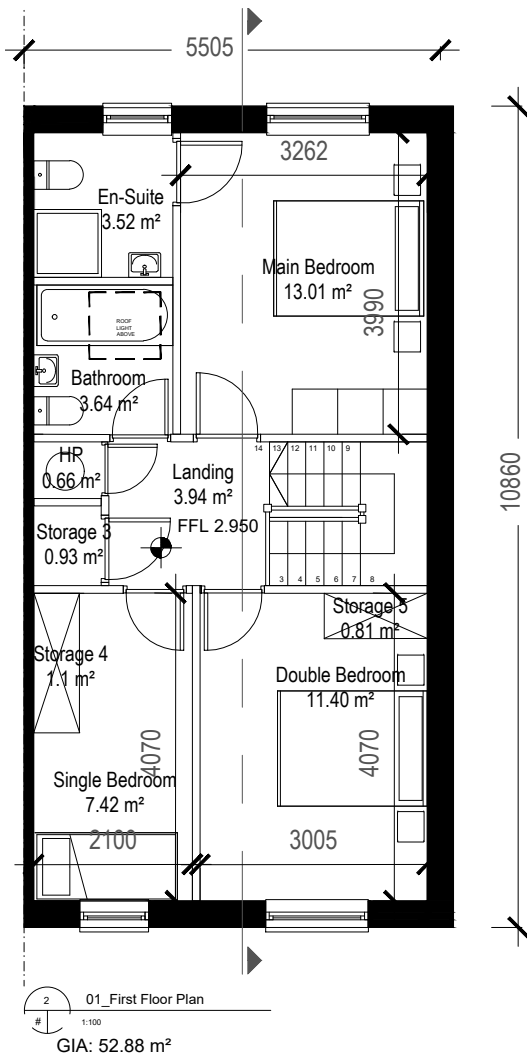 5505
3262
En-Suite
3.52 m²
Main Bedroom
13.01 m²
3990
ROOF
LIGHT
ABOVE
Bathroom
3.64 m²
10860
HP
0.66 m²
Landing
3.94 m²
FFL 2.950
14 13 12 11 10 9
Storage 3
0.93 m²
3 4 5 6 7 8
Storage 5
0.81 m²
Storage 4
1.1 m²
Double Bedroom
11.40 m²
4070
4070
Single Bedroom
7.42 m²
2100
3005
2
01_First Floor Plan
#
1:100
GIA: 52.88 m²